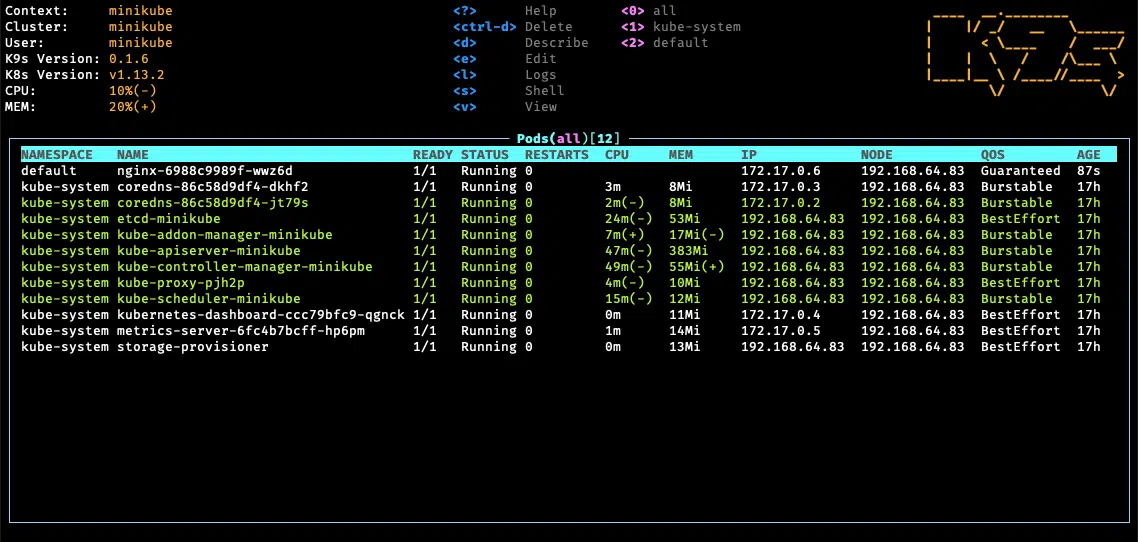 Context: minikube <?> Help <0> all
Cluster: minikube <ctrl-d> Delete <1> kube-system
User: minikube <d> Describe <2> default
K9s Version: 0.1.6 <e> Edit
K8s Version: v1.13.2 <l> Logs
CPU: 10%(-) <s> Shell
MEM: 20%(+) <v> View
K9s
Pods(all)[12]
NAMESPACE NAME READY STATUS RESTARTS CPU MEM IP NODE QOS AGE
default nginx-6988c9989f-wwz6d 1/1 Running 0 172.17.0.6 192.168.64.83 Guaranteed 87s
kube-system coredns-86c58d9df4-dkhf2 1/1 Running 0 3m 8Mi 172.17.0.3 192.168.64.83 Burstable 17h
kube-system coredns-86c58d9df4-jt79s 1/1 Running 0 2m(-) 8Mi 172.17.0.2 192.168.64.83 Burstable 17h
kube-system etcd-minikube 1/1 Running 0 24m(-) 53Mi 192.168.64.83 192.168.64.83 BestEffort 17h
kube-system kube-addon-manager-minikube 1/1 Running 0 7m(+) 17Mi(-) 192.168.64.83 192.168.64.83 Burstable 17h
kube-system kube-apiserver-minikube 1/1 Running 0 47m(-) 383Mi 192.168.64.83 192.168.64.83 Burstable 17h
kube-system kube-controller-manager-minikube 1/1 Running 0 49m(-) 55Mi(+) 192.168.64.83 192.168.64.83 Burstable 17h
kube-system kube-proxy-pjh2p 1/1 Running 0 4m(-) 10Mi 192.168.64.83 192.168.64.83 BestEffort 17h
kube-system kube-scheduler-minikube 1/1 Running 0 15m(-) 12Mi 192.168.64.83 192.168.64.83 Burstable 17h
kube-system kubernetes-dashboard-ccc79bfc9-qgnck 1/1 Running 0 0m 11Mi 172.17.0.4 192.168.64.83 BestEffort 17h
kube-system metrics-server-6fc4b7bcff-hp6pm 1/1 Running 0 1m 14Mi 172.17.0.5 192.168.64.83 BestEffort 17h
kube-system storage-provisioner 1/1 Running 0 0m 13Mi 192.168.64.83 192.168.64.83 BestEffort 17h